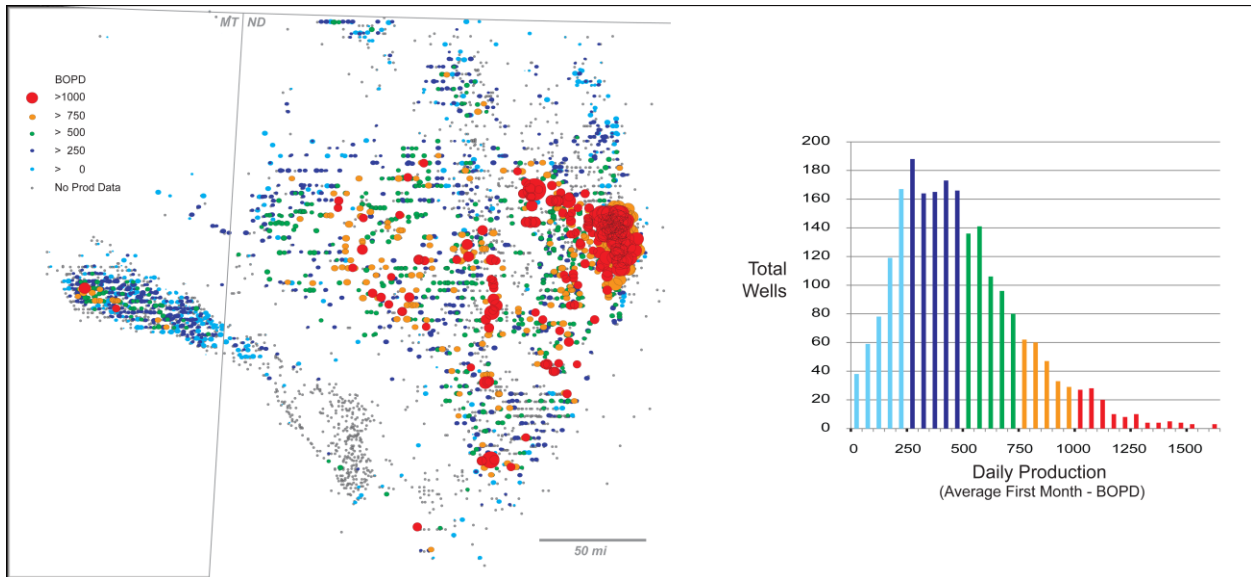 MT ND
BOPD
>1000
> 750
> 500
> 250
> 0
No Prod Data
50 mi
200
180
160
140
120
100
80
60
40
20
0
Total
Wells
0 250 500 750 1000 1250 1500
Daily Production
(Average First Month - BOPD)